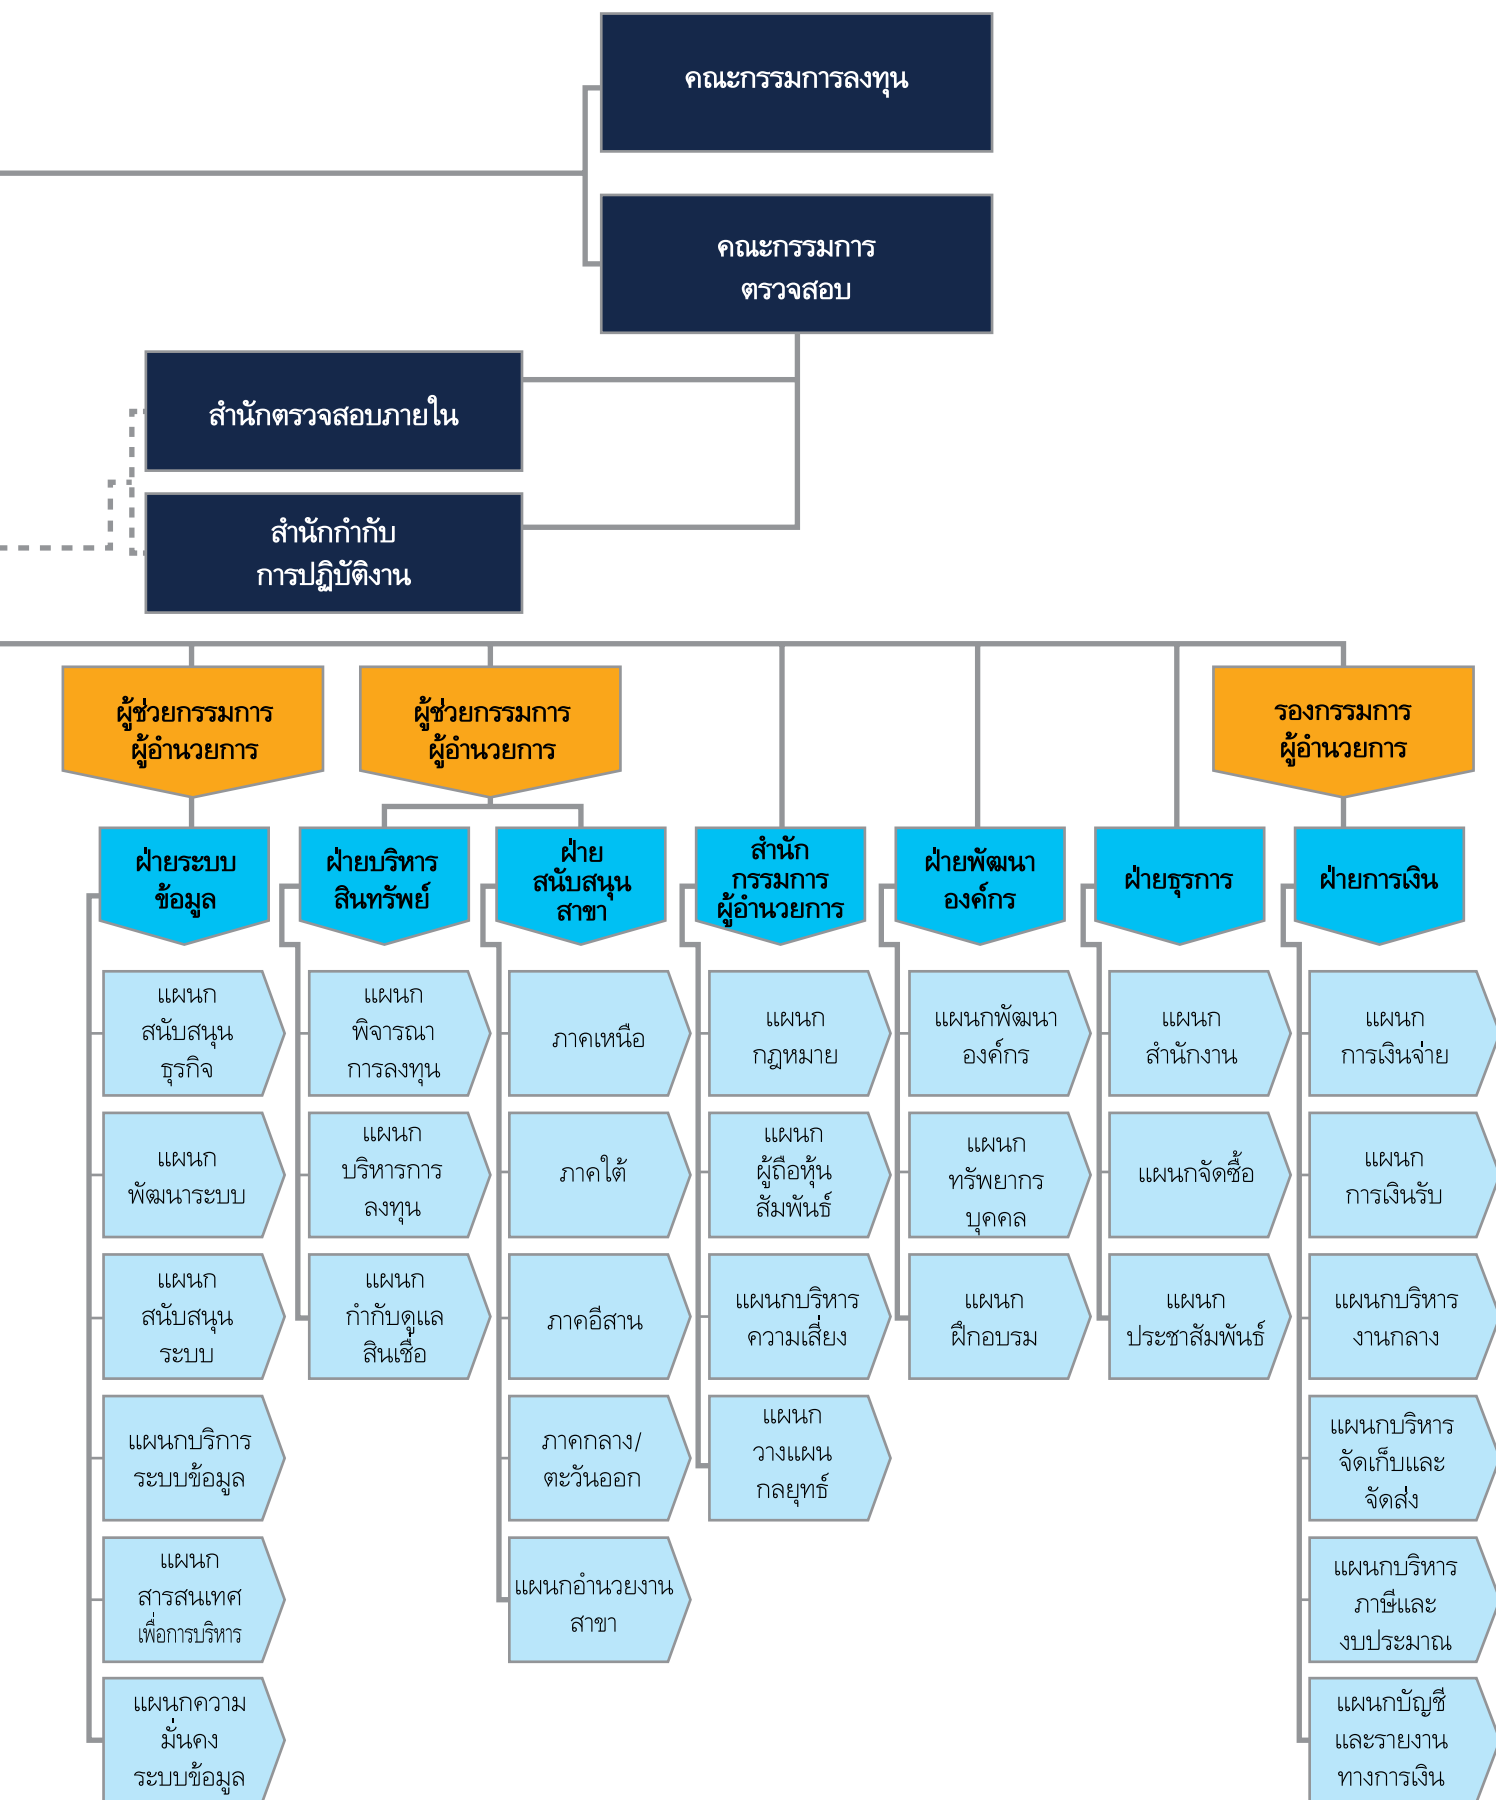 คณะกรรมการลงทุน
คณะกรรมการ
ตรวจสอบ
สำนักตรวจสอบภายใน
สำนักกำกับ
การปฏิบัติงาน
ผู้ช่วยกรรมการ
ผู้อำนวยการ
ผู้ช่วยกรรมการ
ผู้อำนวยการ
รองกรรมการ
ผู้อำนวยการ
ฝ่ายระบบ
ข้อมูล
ฝ่ายบริหาร
สินทรัพย์
ฝ่าย
สนับสนุน
สาขา
สำนัก
กรรมการ
ผู้อำนวยการ
ฝ่ายพัฒนา
องค์กร
ฝ่ายธุรการ
ฝ่ายการเงิน
แผนก
สนับสนุน
ธุรกิจ
แผนก
พัฒนาระบบ
แผนก
สนับสนุน
ระบบ
แผนกบริการ
ระบบข้อมูล
แผนก
สารสนเทศ
เพื่อการบริหาร
แผนกความ
มั่นคง
ระบบข้อมูล
แผนก
พิจารณา
การลงทุน
แผนก
บริหารการ
ลงทุน
แผนก
กำกับดูแล
สินเชื่อ
ภาคเหนือ
ภาคใต้
ภาคอีสาน
ภาคกลาง/
ตะวันออก
แผนกอำนวยงาน
สาขา
แผนก
กฎหมาย
แผนก
ผู้ถือหุ้น
สัมพันธ์
แผนกบริหาร
ความเสี่ยง
แผนก
วางแผน
กลยุทธ์
แผนกพัฒนา
องค์กร
แผนก
ทรัพยากร
บุคคล
แผนก
ฝึกอบรม
แผนก
สำนักงาน
แผนกจัดซื้อ
แผนก
ประชาสัมพันธ์
แผนก
การเงินจ่าย
แผนก
การเงินรับ
แผนกบริหาร
งานกลาง
แผนกบริหาร
จัดเก็บและ
จัดส่ง
แผนกบริหาร
ภาษีและ
งบประมาณ
แผนกบัญชี
และรายงาน
ทางการเงิน